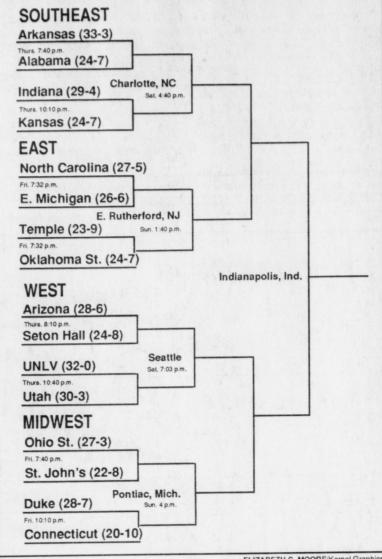 SOUTHEAST
Arkansas (33-3)
Thurs. 7:40 p.m.
Alabama (24-7)
Charlotte, NC
Sat. 4:40 p.m.
Indiana (29-4)
Thurs. 10:10 p.m.
Kansas (24-7)
EAST
North Carolina (27-5)
Fri. 7:32 p.m.
E. Michigan (26-6)
E. Rutherford, NJ
Sun. 1:40 p.m.
Temple (23-9)
Fri. 7:32 p.m.
Oklahoma St. (24-7)
Indianapolis, Ind.
WEST
Arizona (28-6)
Thurs. 8:10 p.m.
Seton Hall (24-8)
Seattle
Sat. 7:03 p.m.
UNLV (32-0)
Thurs. 10:40 p.m.
Utah (30-3)
MIDWEST
Ohio St. (27-3)
Fri. 7:40 p.m.
St. John's (22-8)
Pontiac, Mich.
Sun. 4 p.m.
Duke (28-7)
Fri. 10:10 p.m.
Connecticut (20-10)
ELIZABETH C. MOORE/Kernel Graphics